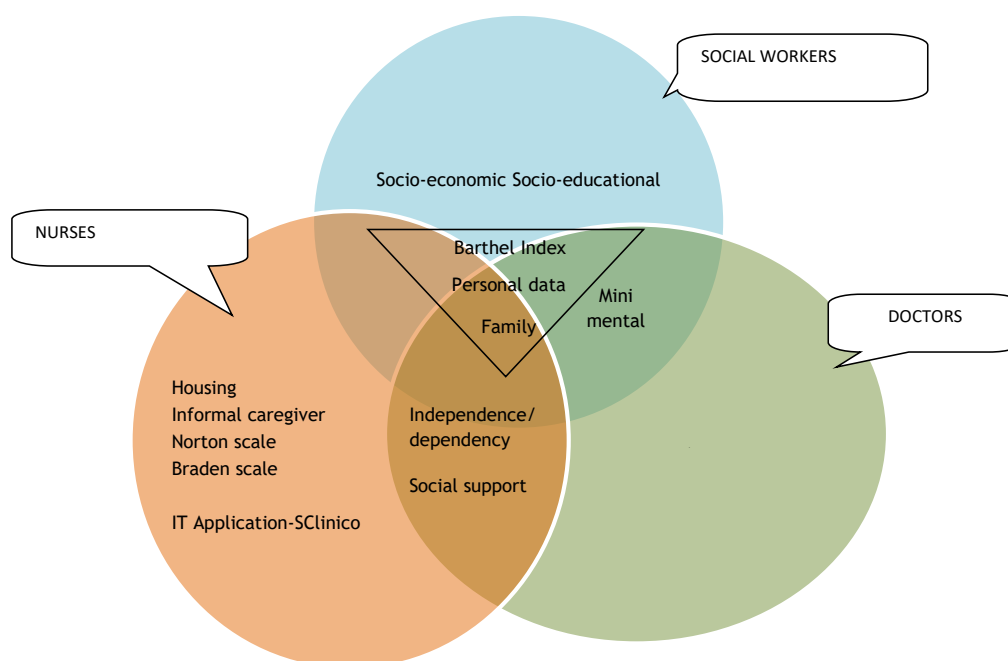 SOCIAL WORKERS
Socio-economic Socio-educational
NURSES
Barthel Index
Personal data
Mini
mental
Family
DOCTORS
Housing
Informal caregiver
Norton scale
Braden scale
IT Application-SClinico
Independence/
dependency
Social support